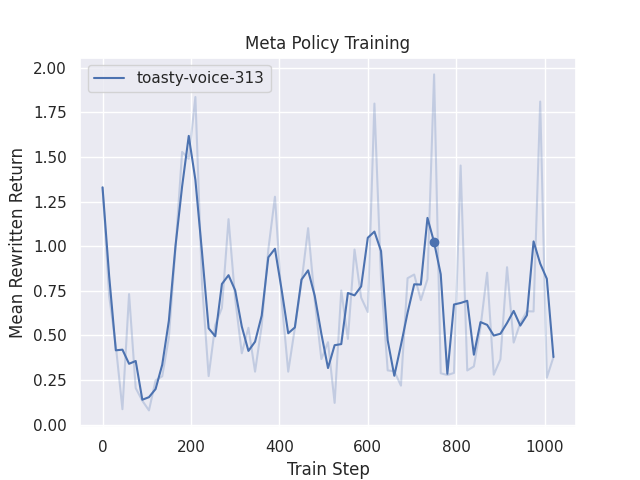 Meta Policy Training
toasty-voice-313
Mean Rewritten Return
2.00
1.75
1.50
1.25
1.00
0.75
0.50
0.25
0.00
0 200 400 600 800 1000
Train Step